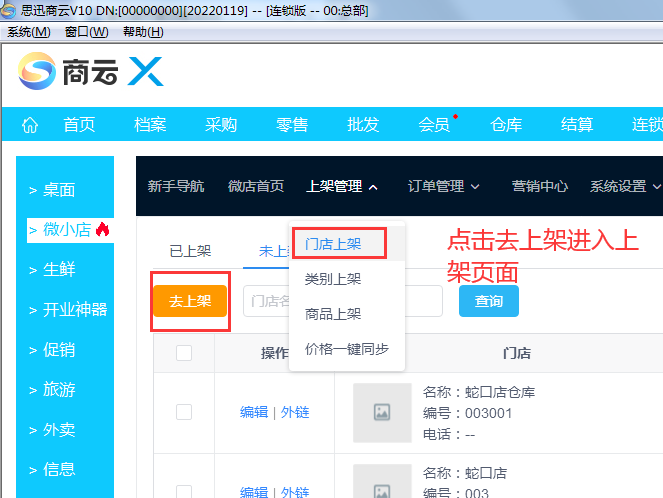 思迅商云V10 DN:[00000000][20220119] -- [连锁版 -- 00:总部]
系统(M) 窗口(W) 帮助(H)
商云X
首页 档案 采购 零售 批发 会员 仓库 结算 连锁
> 桌面
> 微小店
> 生鲜
> 开业神器
> 促销
> 旅游
> 外卖
> 信息
新手导航 微店首页 上架管理 订单管理 营销中心 系统设置
已上架 未上
门店上架
类别上架
商品上架
价格一键同步
点击去上架进入上
架页面
去上架 门店 查询
操作 门店
编辑 | 外链
名称：蛇口店仓库
编号：003001
电话：--
编辑 | 外链
名称：蛇口店
编号：003